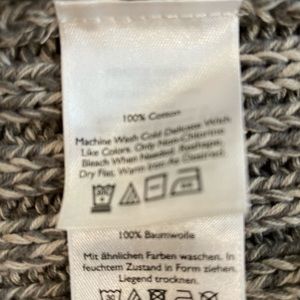 100% Cotton
Machine Wash Cold Delicate With
Like Colors. Only Non-Chlorine
Bleach When Needed. Reshape,
Dry Flat. Warm Iron As Desired.
100% Baumwolle
Mit ähnlichen Farben waschen. In
feuchtem Zustand in Form ziehen.
Liegend trocknen.